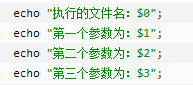 echo "执行的文件名：$0";
echo "第一个参数为：$1";
echo "第二个参数为：$2";
echo "第三个参数为：$3";